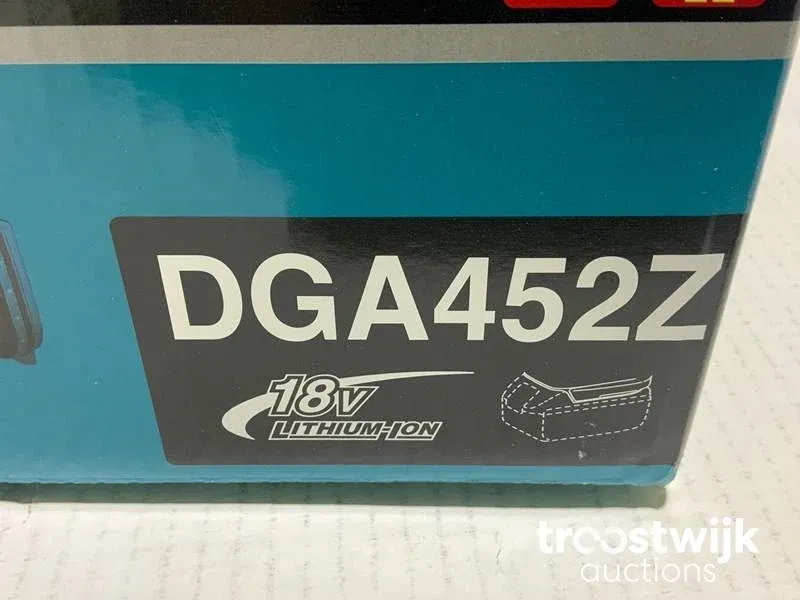 DGA452Z
18V
LITHIUM-ION
troostwijk
auctions